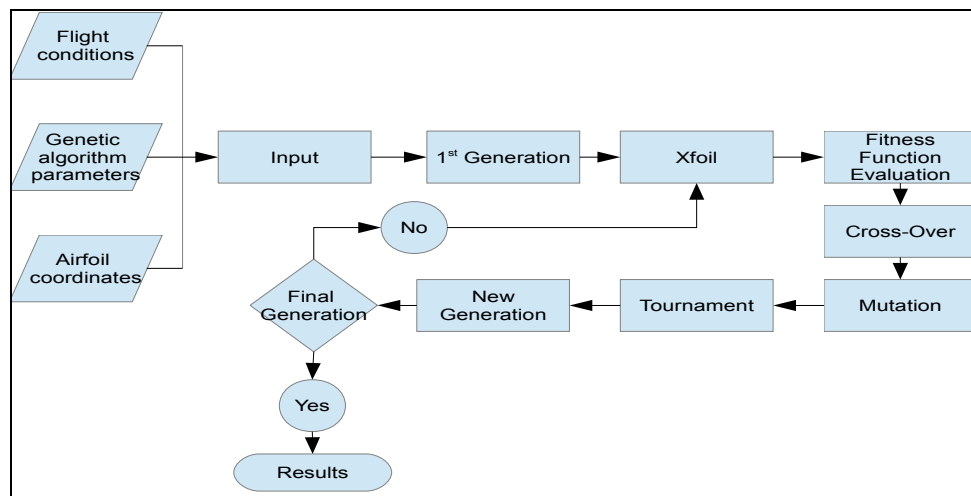 Flight
conditions
Genetic
algorithm
parameters
Input
1st Generation
Xfoil
Fitness
Function
Evaluation
No
Cross-Over
Airfoil
coordinates
Final
Generation
New
Generation
Tournament
Mutation
Yes
Results